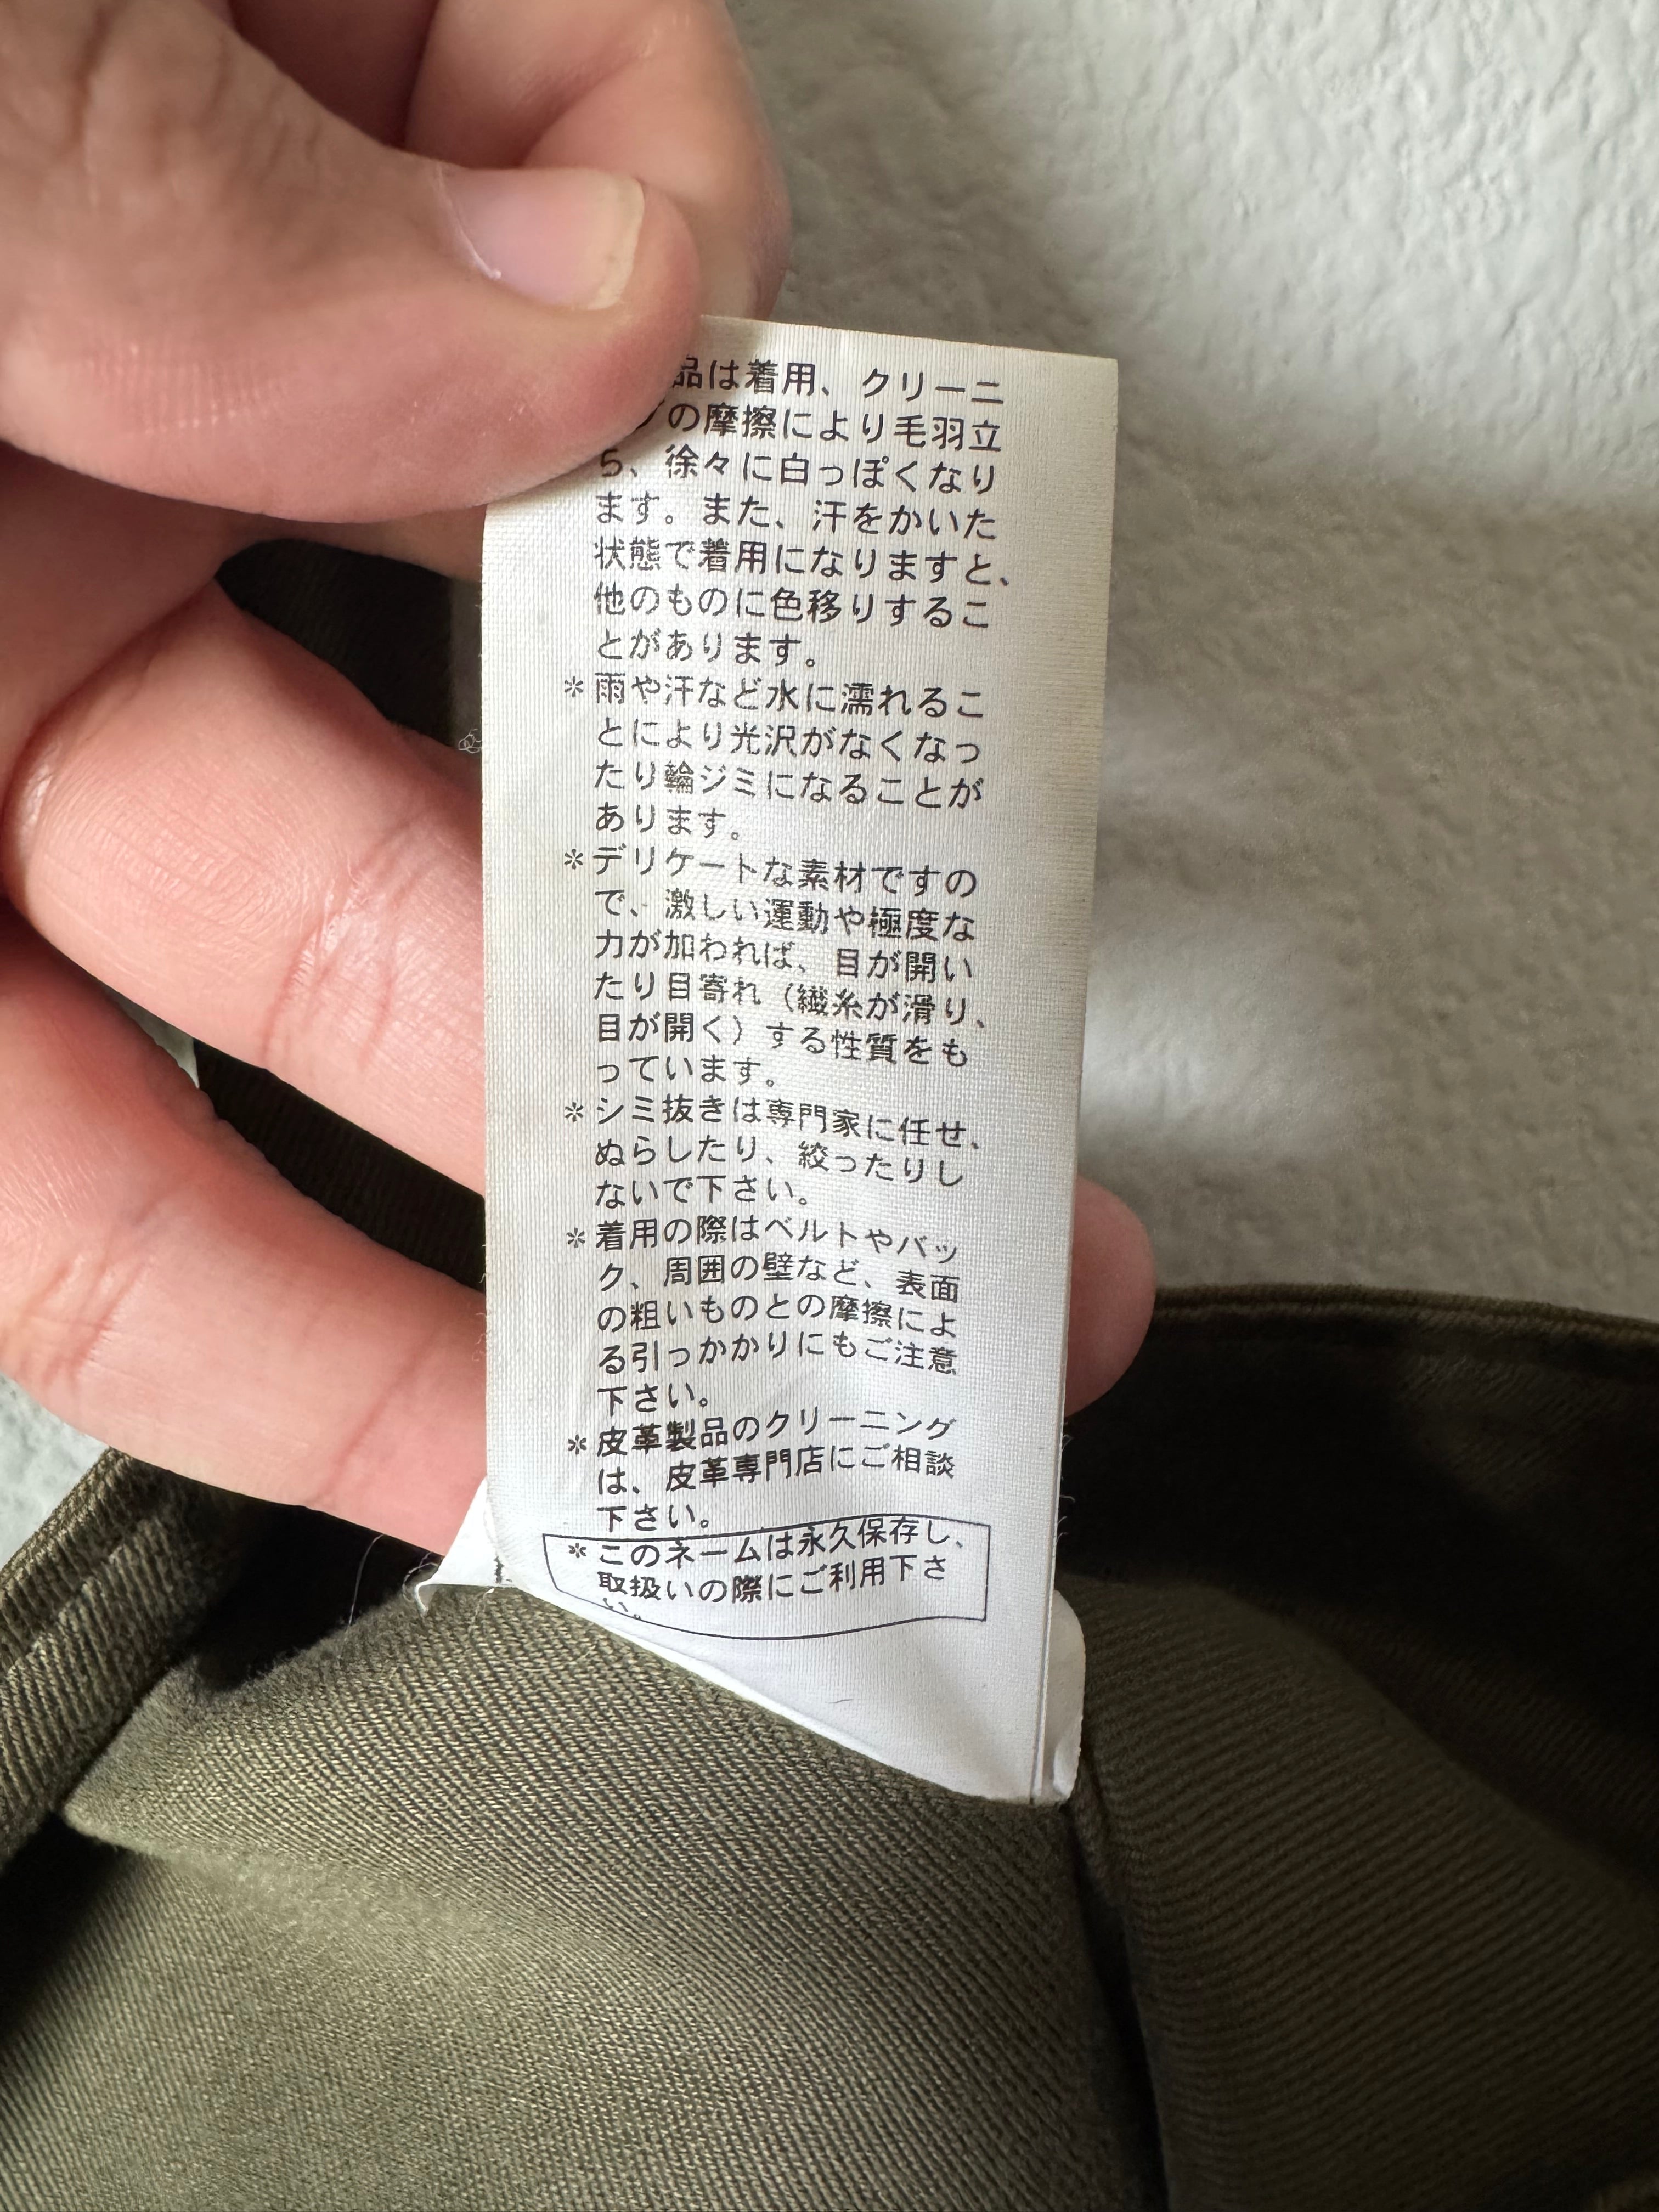 品は着用、クリーニ
の摩擦により毛羽立
ち、徐々に白っぽくなり
ます。また、汗をかいた
状態で着用になりますと、
他のものに色移りするこ
とがあります。
*雨や汗など水に濡れるこ
とにより光沢がなくなっ
たり輪ジミになることが
あります。
*デリケートな素材ですの
で、激しい運動や極度な
力が加われば、目が開い
たり目寄れ(繊糸が滑り、
目が開く)する性質をも
っています。
*シミ抜きは専門家に任せ、
ぬらしたり、絞ったりし
ないで下さい。
*着用の際はベルトやバッ
ク、周囲の壁など、表面
の粗いものとの摩擦によ
る引っかかりにもご注意
下さい。
*皮革製品のクリーニング
は、皮革専門店にご相談
下さい。
*このネームは永久保存し、
取扱いの際にご利用下さ
い。